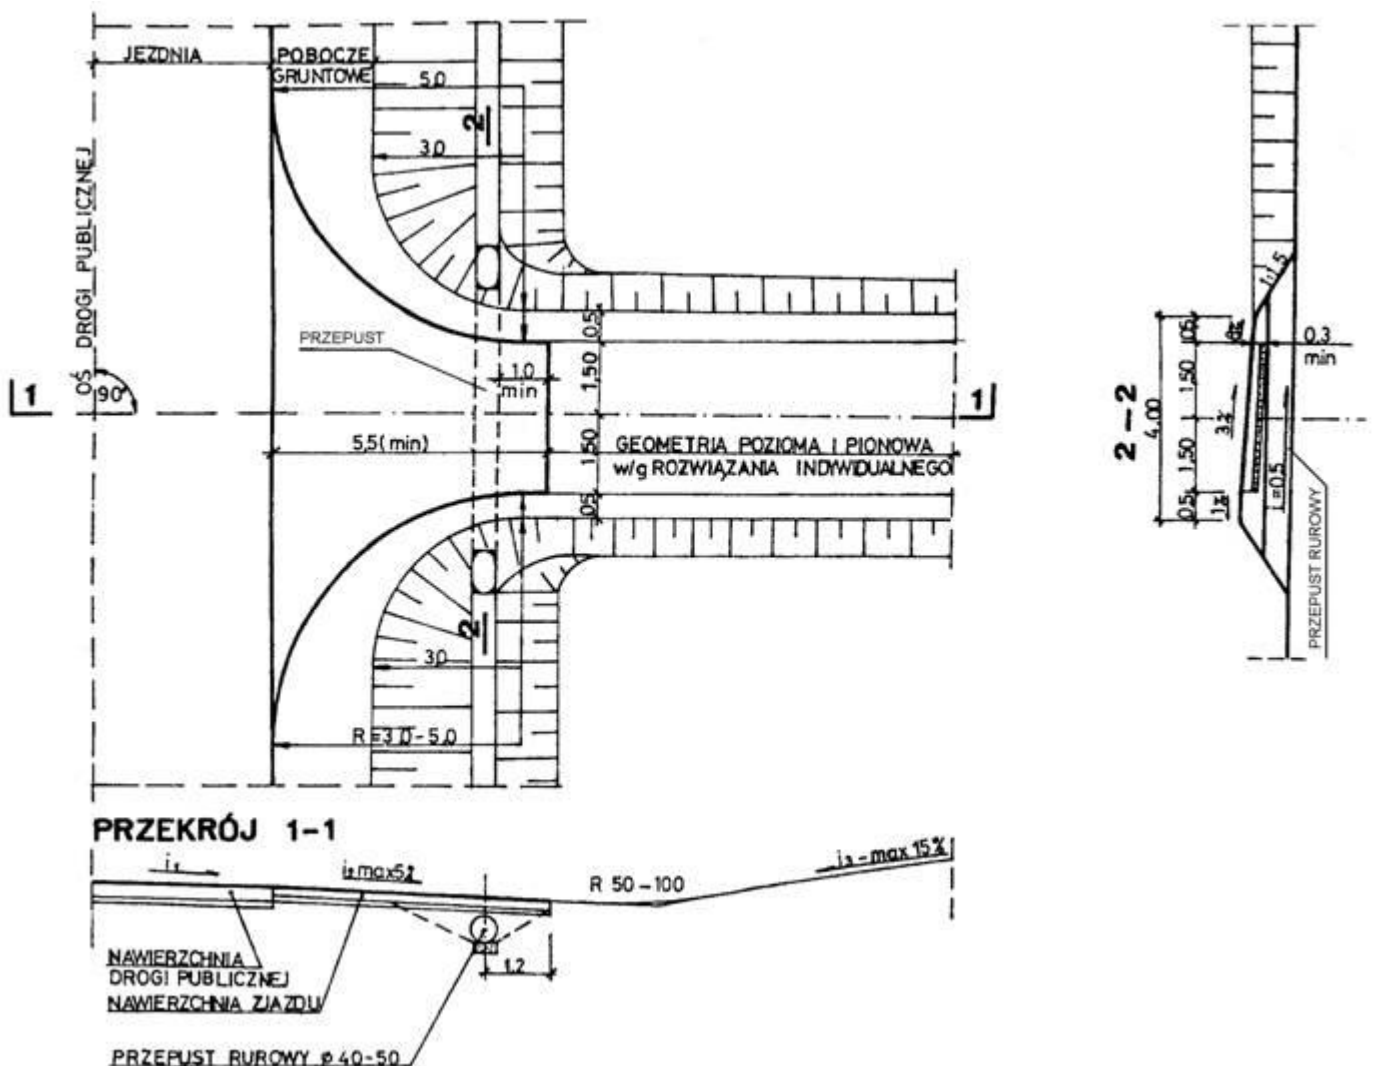 JEZDNIA
POBOCZE
GRUNTOWE
5,0
2
3,0
OŚ DROGI PUBLICZNEJ
PRZEPUST
0,5
1,50
1,0
min
90°
1
1
5,5 (min)
1,50
GEOMETRIA POZIOMA I PIONOWA
w/g ROZWIĄZANIA INDYWIDUALNEGO
0,5
2
3,0
R=3,0-5,0
1:1,5
0,5
0,3
min
1,50
2-2
4,00
1,50
0,5
i=0,5
PRZEPUST RUROWY
PRZEKRÓJ 1-1
i₁
i₂ max5%
R 50-100
i₃-max 15%
NAWIERZCHNIA
DROGI PUBLICZNEJ
NAWIERZCHNIA ZJAZDU
1,2
PRZEPUST RUROWY ø 40-50